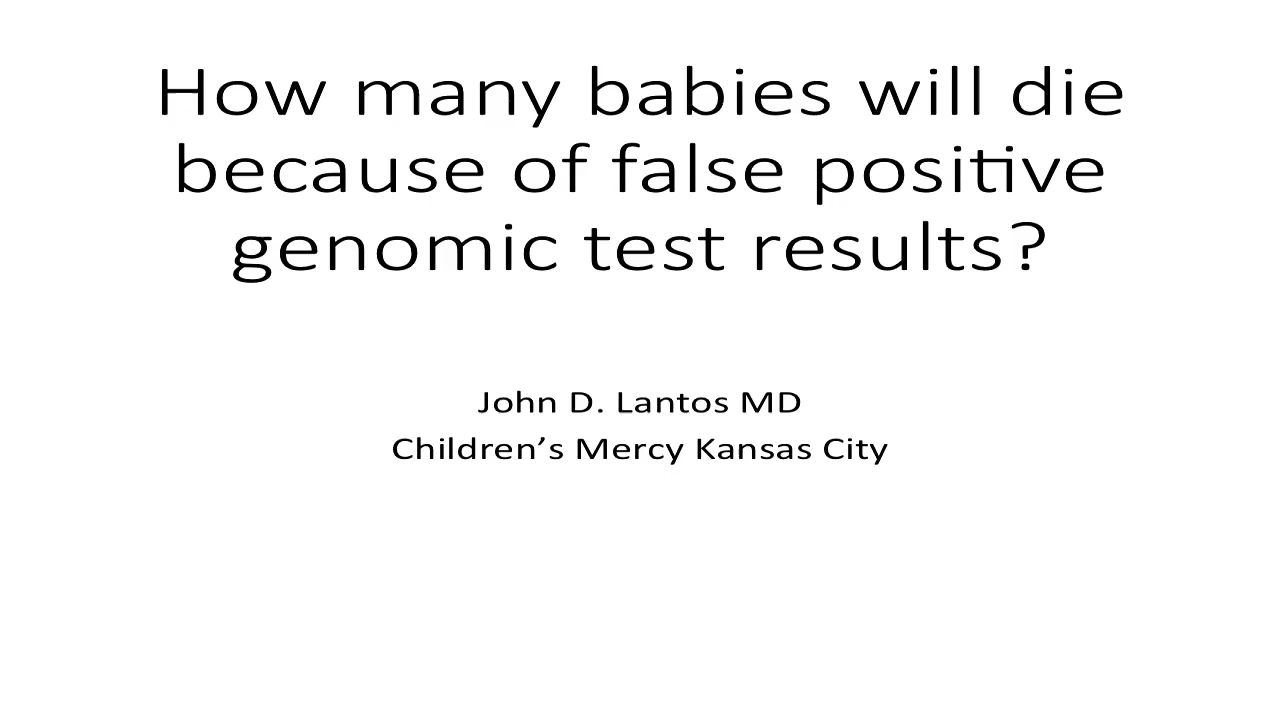 How many babies will die
because of false positive
genomic test results?
John D. Lantos MD
Children’s Mercy Kansas City